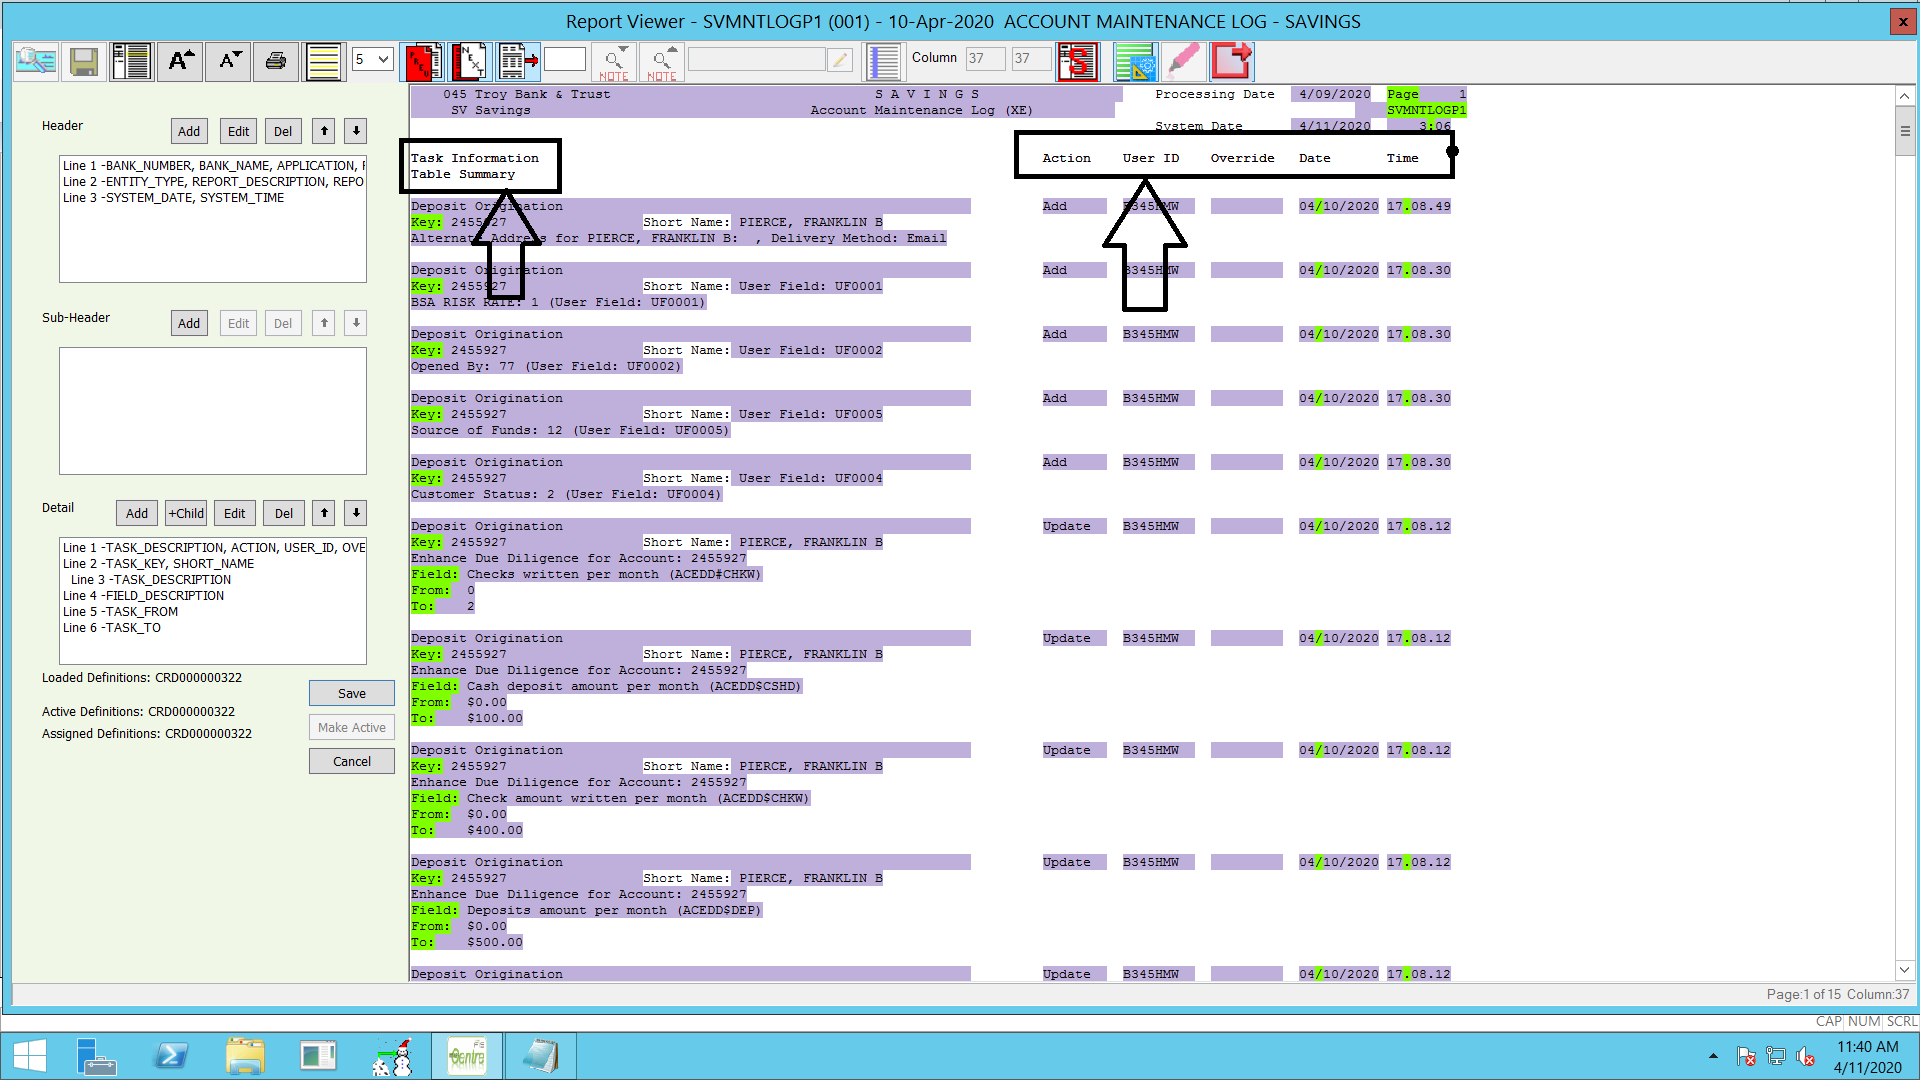 Report Viewer - SVMNTLOGP1 (001) - 10-Apr-2020  ACCOUNT MAINTENANCE LOG - SAVINGS
x
A A 5 PREV NEXT NOTE NOTE Column 37 37 S
Header Add Edit Del
Line 1 -BANK_NUMBER, BANK_NAME, APPLICATION,
Line 2 -ENTITY_TYPE, REPORT_DESCRIPTION, REPO
Line 3 -SYSTEM_DATE, SYSTEM_TIME
Sub-Header Add Edit Del
Detail Add +Child Edit Del
Line 1 -TASK_DESCRIPTION, ACTION, USER_ID, OVE
Line 2 -TASK_KEY, SHORT_NAME
Line 3 -TASK_DESCRIPTION
Line 4 -FIELD_DESCRIPTION
Line 5 -TASK_FROM
Line 6 -TASK_TO
Loaded Definitions: CRD000000322
Save
Active Definitions: CRD000000322
Make Active
Assigned Definitions: CRD000000322
Cancel
045 Troy Bank & Trust S A V I N G S Processing Date 4/09/2020 Page 1
SV Savings Account Maintenance Log (XE) SVMNTLOGP1
System Date 4/11/2020 3:06
Task Information Action User ID Override Date Time
Table Summary
Deposit Origination Add B345HMW 04/10/2020 17.08.49
Key: 2455927 Short Name: PIERCE, FRANKLIN B
Alternate Address for PIERCE, FRANKLIN B:  , Delivery Method: Email
Deposit Origination Add B345HMW 04/10/2020 17.08.30
Key: 2455927 Short Name: User Field: UF0001
BSA RISK RATE: 1 (User Field: UF0001)
Deposit Origination Add B345HMW 04/10/2020 17.08.30
Key: 2455927 Short Name: User Field: UF0002
Opened By: 77 (User Field: UF0002)
Deposit Origination Add B345HMW 04/10/2020 17.08.30
Key: 2455927 Short Name: User Field: UF0005
Source of Funds: 12 (User Field: UF0005)
Deposit Origination Add B345HMW 04/10/2020 17.08.30
Key: 2455927 Short Name: User Field: UF0004
Customer Status: 2 (User Field: UF0004)
Deposit Origination Update B345HMW 04/10/2020 17.08.12
Key: 2455927 Short Name: PIERCE, FRANKLIN B
Enhance Due Diligence for Account: 2455927
Field: Checks written per month (ACEDD#CHKW)
From: 0
To: 2
Deposit Origination Update B345HMW 04/10/2020 17.08.12
Key: 2455927 Short Name: PIERCE, FRANKLIN B
Enhance Due Diligence for Account: 2455927
Field: Cash deposit amount per month (ACEDD$CSHD)
From: $0.00
To: $100.00
Deposit Origination Update B345HMW 04/10/2020 17.08.12
Key: 2455927 Short Name: PIERCE, FRANKLIN B
Enhance Due Diligence for Account: 2455927
Field: Check amount written per month (ACEDD$CHKW)
From: $0.00
To: $400.00
Deposit Origination Update B345HMW 04/10/2020 17.08.12
Key: 2455927 Short Name: PIERCE, FRANKLIN B
Enhance Due Diligence for Account: 2455927
Field: Deposits amount per month (ACEDD$DEP)
From: $0.00
To: $500.00
Deposit Origination Update B345HMW 04/10/2020 17.08.12
Page:1 of 15 Column:37
CAP NUM SCRL
Centre FS
11:40 AM
4/11/2020